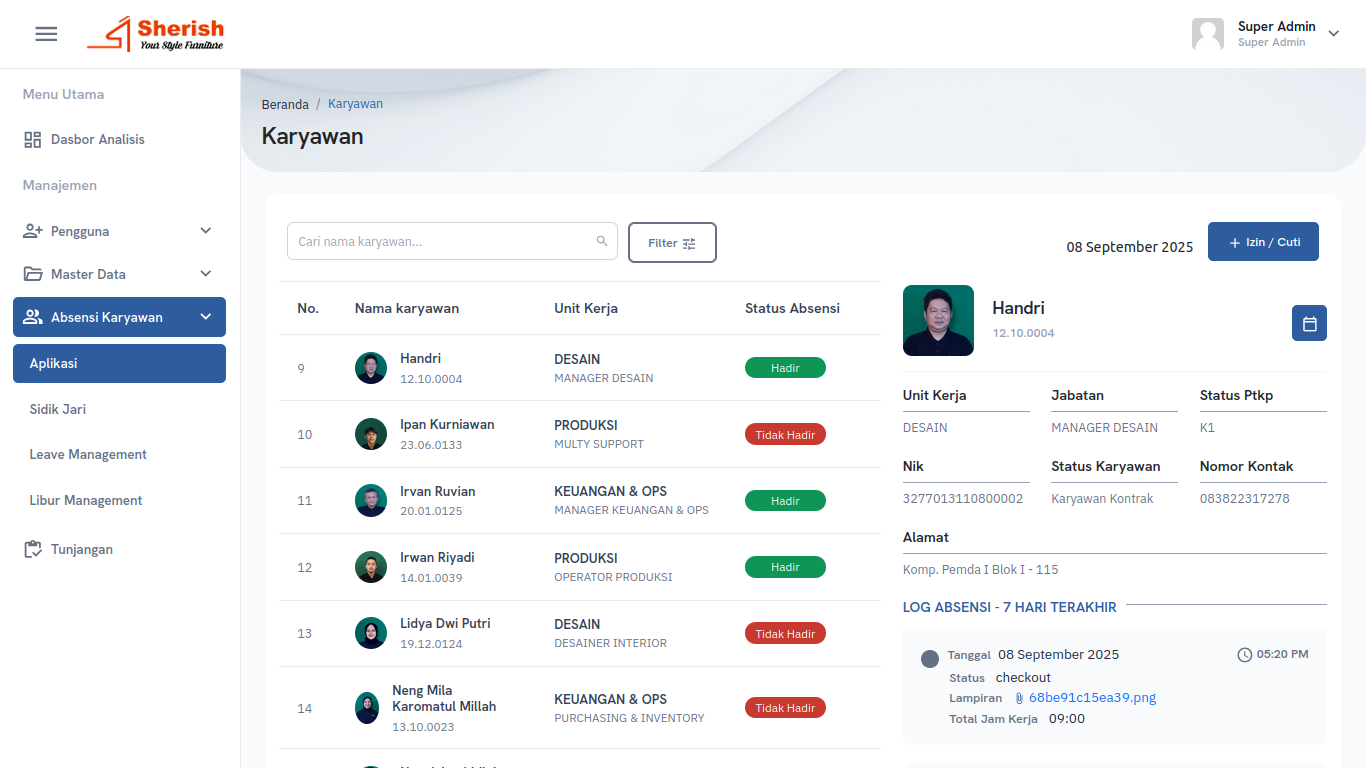 Sherish
Your Style Furniture
Super Admin
Super Admin
Menu Utama
Dasbor Analisis
Manajemen
Pengguna
Master Data
Absensi Karyawan
Aplikasi
Sidik Jari
Leave Management
Libur Management
Tunjangan
Beranda / Karyawan
Karyawan
Cari nama karyawan...
Filter
08 September 2025
+ Izin / Cuti
No. Nama karyawan Unit Kerja Status Absensi
9 Handri DESAIN Hadir
12.10.0004 MANAGER DESAIN
10 Ipan Kurniawan PRODUKSI Tidak Hadir
23.06.0133 MULTY SUPPORT
11 Irvan Ruvian KEUANGAN & OPS Hadir
20.01.0125 MANAGER KEUANGAN & OPS
12 Irwan Riyadi PRODUKSI Hadir
14.01.0039 OPERATOR PRODUKSI
13 Lidya Dwi Putri DESAIN Tidak Hadir
19.12.0124 DESAINER INTERIOR
14 Neng Mila Karomatul Millah KEUANGAN & OPS Tidak Hadir
13.10.0023 PURCHASING & INVENTORY
Handri
12.10.0004
Unit Kerja Jabatan Status Ptkp
DESAIN MANAGER DESAIN K1
Nik Status Karyawan Nomor Kontak
3277013110800002 Karyawan Kontrak 083822317278
Alamat
Komp. Pemda I Blok I - 115
LOG ABSENSI - 7 HARI TERAKHIR
Tanggal 08 September 2025 05:20 PM
Status checkout
Lampiran 68be91c15ea39.png
Total Jam Kerja 09:00